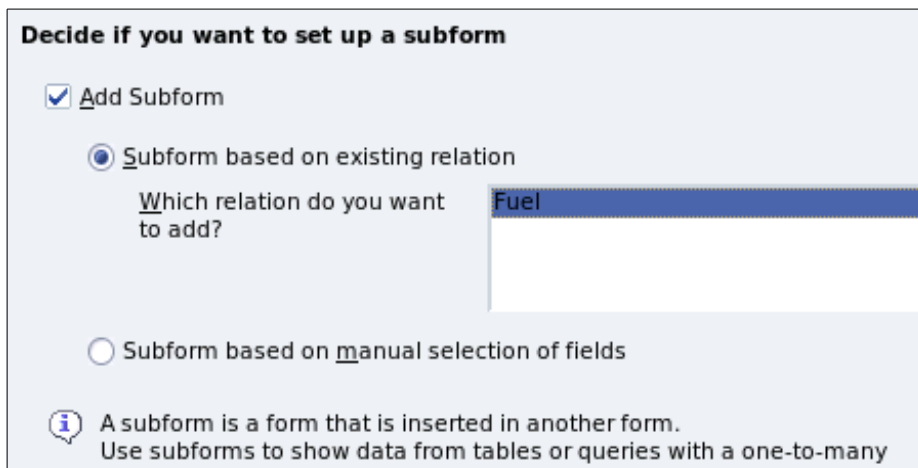 Decide if you want to set up a subform
Add Subform
Subform based on existing relation
Which relation do you want
to add?
Fuel
Subform based on manual selection of fields
A subform is a form that is inserted in another form.
Use subforms to show data from tables or queries with a one-to-many